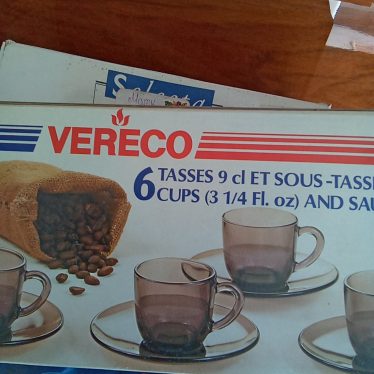 VERECO
6 TASSES 9 cl ET SOUS-TASS
CUPS (3 1/4 Fl. oz) AND SAU